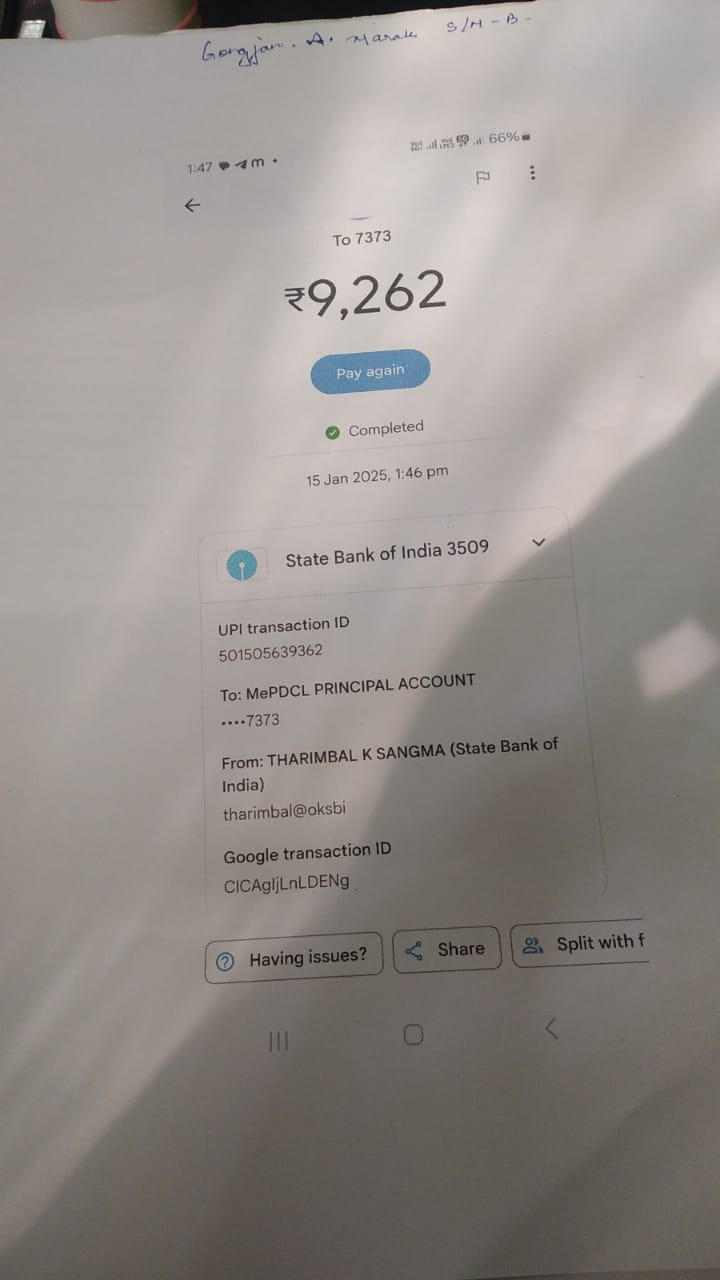 Gongjan. A. Marak S/M - B -
1:47 m
66%
To 7373
₹9,262
Pay again
Completed
15 Jan 2025, 1:46 pm
State Bank of India 3509
UPI transaction ID
501505639362
To: MePDCL PRINCIPAL ACCOUNT
••••7373
From: THARIMBAL K SANGMA (State Bank of
India)
tharimbal@oksbi
Google transaction ID
CICAgIjLnLDENg
Having issues?
Share
Split with f